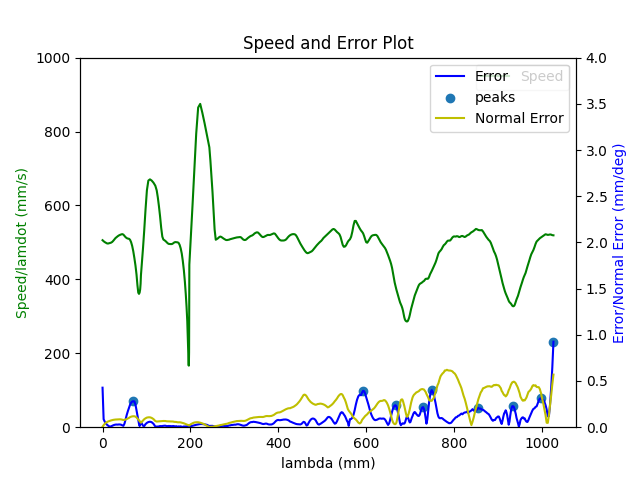 Speed and Error Plot
1000
800
600
400
200
0
Speed/lamdot (mm/s)
4.0
3.5
3.0
2.5
2.0
1.5
1.0
0.5
0.0
Error/Normal Error (mm/deg)
Error
Speed
peaks
Normal Error
0 200 400 600 800 1000
lambda (mm)